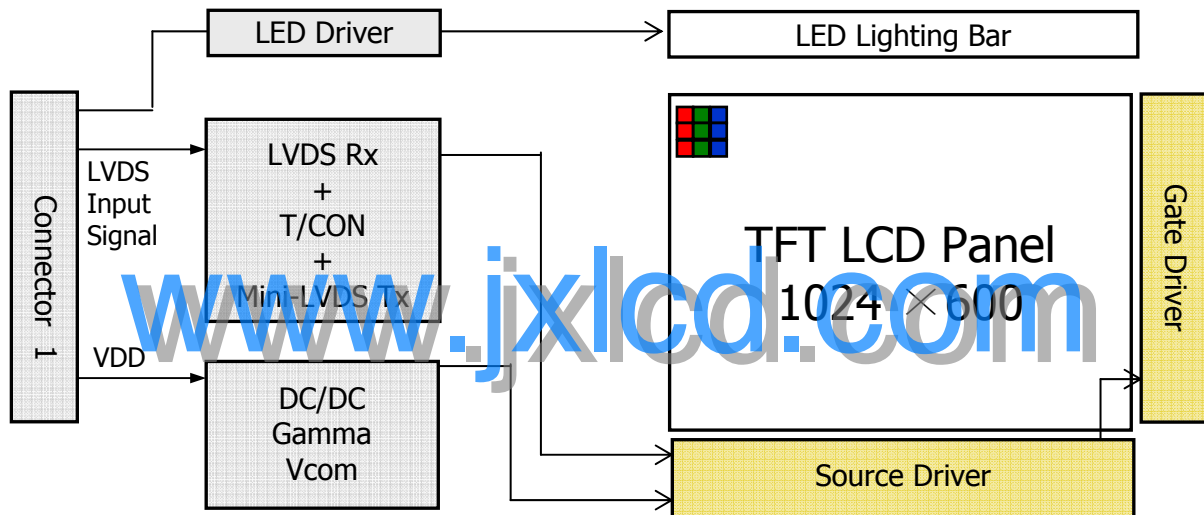 LED Driver
LED Lighting Bar
Connector 1
LVDS
Input
Signal
LVDS Rx
+
T/CON
+
Mini-LVDS Tx
TFT LCD Panel
1024 × 600
Gate Driver
www.jxlcd.com
VDD
DC/DC
Gamma
Vcom
Source Driver